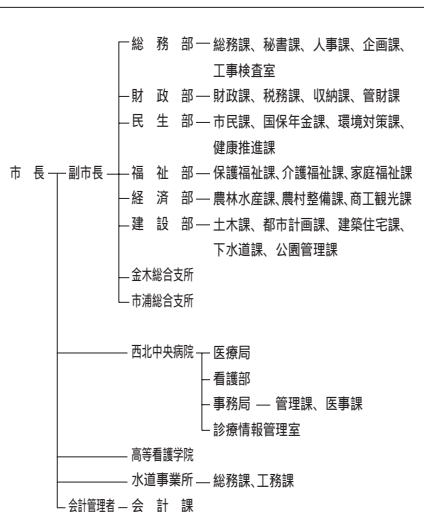 総務部 総務課、秘書課、人事課、企画課、
工事検査室
財政部 財政課、税務課、収納課、管財課
民生部 市民課、国保年金課、環境対策課、
健康推進課
市長 副市長 福祉部 保護福祉課、介護福祉課、家庭福祉課
経済部 農林水産課、農村整備課、商工観光課
建設部 土木課、都市計画課、建築住宅課、
下水道課、公園管理課
金木総合支所
市浦総合支所
西北中央病院 医療局
看護部
事務局 管理課、医事課
診療情報管理室
高等看護学院
水道事業所 総務課、工務課
会計管理者 会計課